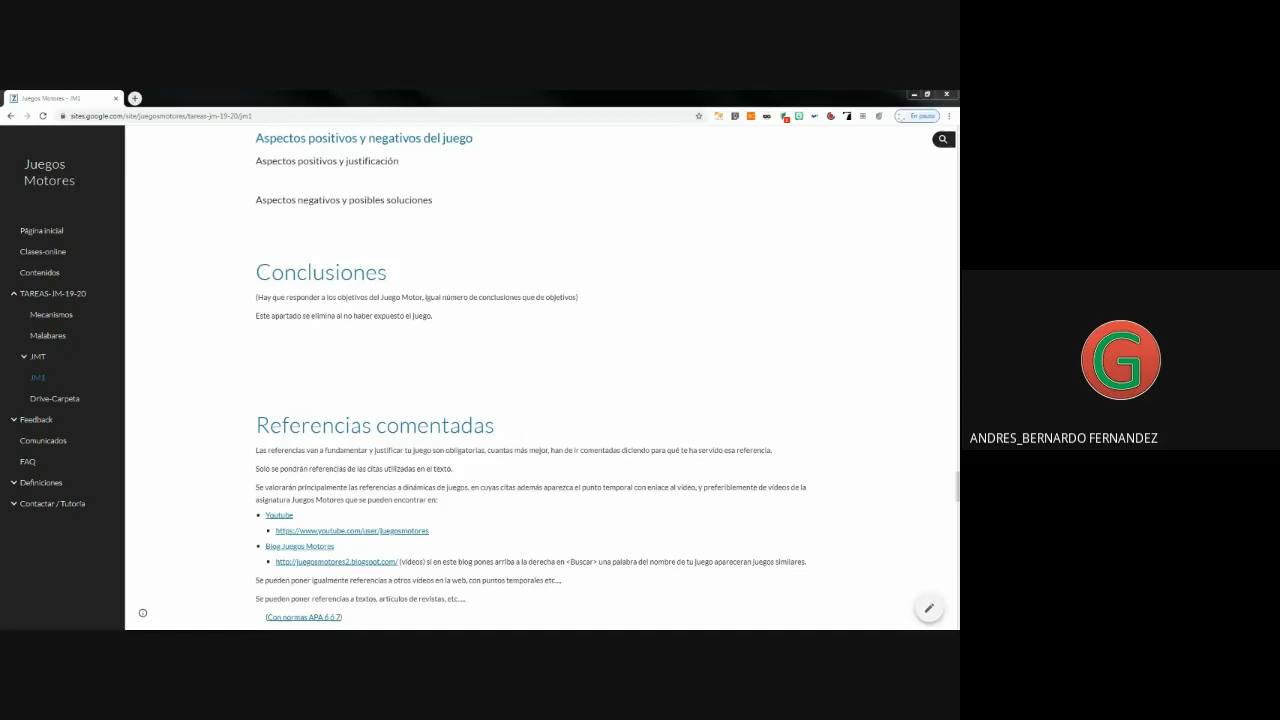 Juegos Motores - JM1
sites.google.com/site/juegosmotores/tareas-jm-19-20/jm1
En pausa
Juegos
Motores
Página inicial
Clases-online
Contenidos
TAREAS-JM-19-20
Mecanismos
Malabares
JMT
JM1
Drive-Carpeta
Feedback
Comunicados
FAQ
Definiciones
Contactar / Tutoría
Aspectos positivos y negativos del juego
Aspectos positivos y justificación
Aspectos negativos y posibles soluciones
Conclusiones
(Hay que responder a los objetivos del Juego Motor, igual número de conclusiones que de objetivos)
Este apartado se elimina al no haber expuesto el juego.
Referencias comentadas
Las referencias van a fundamentar y justificar tu juego son obligatorias, cuantas más mejor, han de ir comentadas diciendo para qué te ha servido esa referencia.
Solo se pondrán referencias de las citas utilizadas en el texto.
Se valorarán principalmente las referencias a dinámicas de juegos, en cuyas citas además aparezca el punto temporal con enlace al vídeo, y preferiblemente de vídeos de la
asignatura Juegos Motores que se pueden encontrar en:
Youtube
https://www.youtube.com/user/juegosmotores
Blog Juegos Motores
http://juegosmotores2.blogspot.com/ (vídeos) si en este blog pones arriba a la derecha en <Buscar> una palabra del nombre de tu juego apareceran juegos similares.
Se pueden poner igualmente referencias a otros vídeos en la web, con puntos temporales etc...,
Se pueden poner referencias a textos, artículos de revistas, etc....,
(Con normas APA 6 ó 7)
G
ANDRES_BERNARDO FERNANDEZ